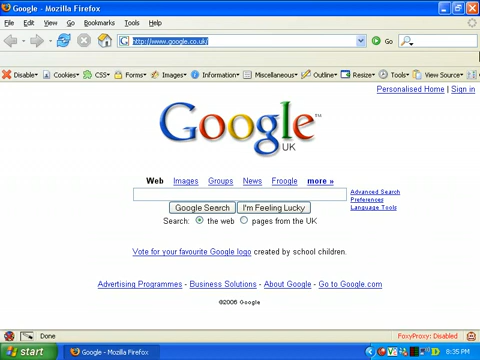 Google - Mozilla Firefox
File Edit View Go Bookmarks Tools Help
http://www.google.co.uk/ Go
Disable Cookies CSS Forms Images Information Miscellaneous Outline Resize Tools View Source
Personalised Home | Sign in
Google™
UK
Web Images Groups News Froogle more »
Advanced Search
Preferences
Language Tools
Google Search I'm Feeling Lucky
Search: the web pages from the UK
Vote for your favourite Google logo created by school children.
Advertising Programmes - Business Solutions - About Google - Go to Google.com
©2006 Google
Done FoxyProxy: Disabled
start Google - Mozilla Firefox 8:35 PM